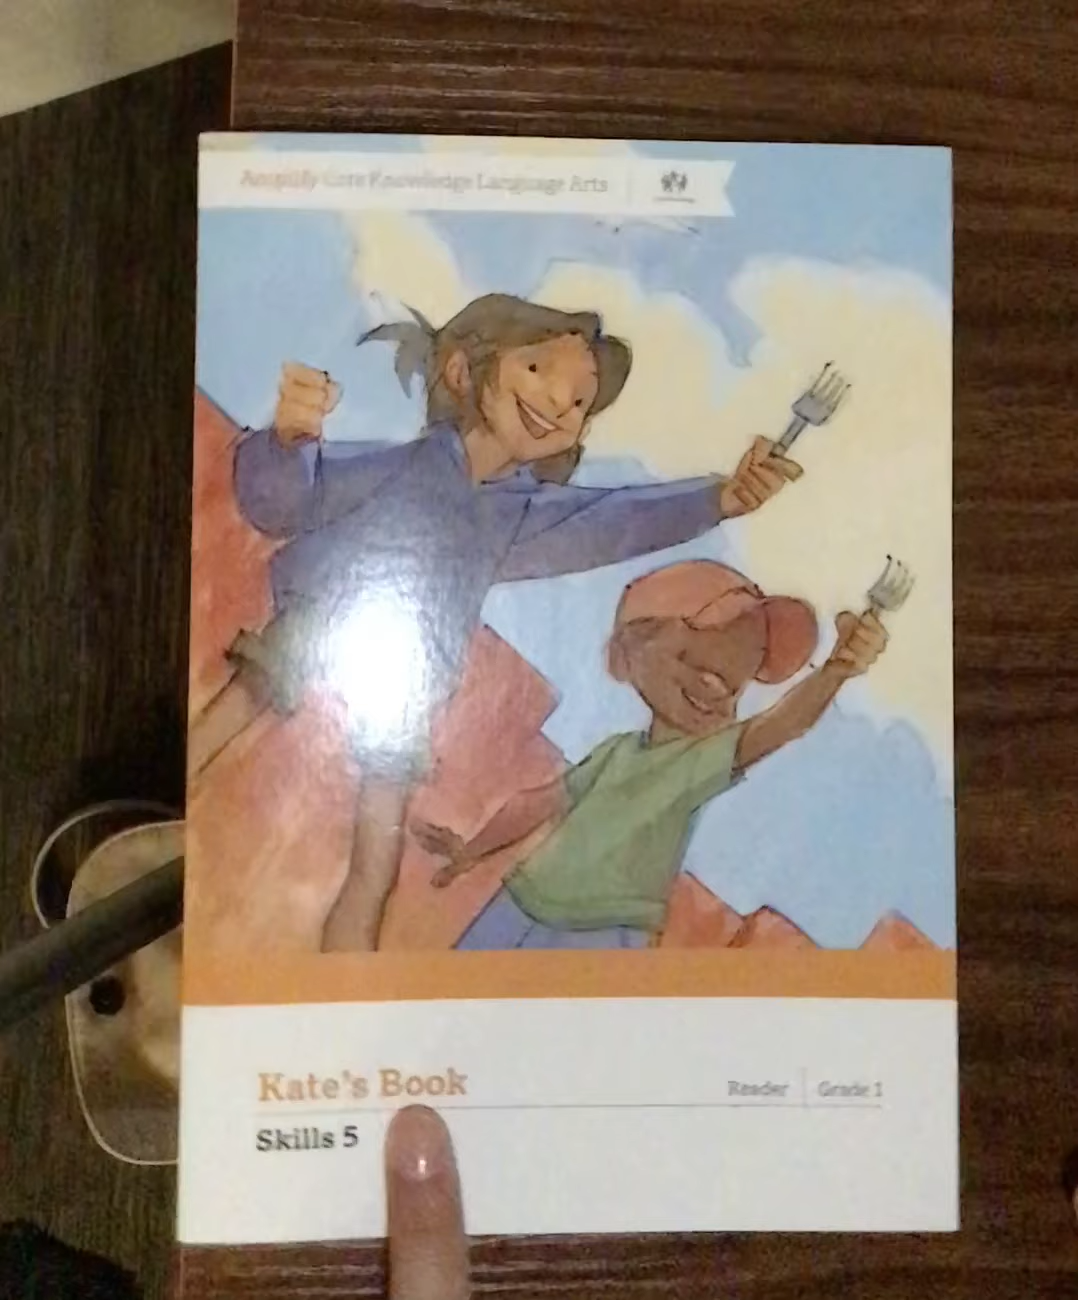 Amplify Core Knowledge Language Arts
Kate's Book
Reader | Grade 1
Skills 5